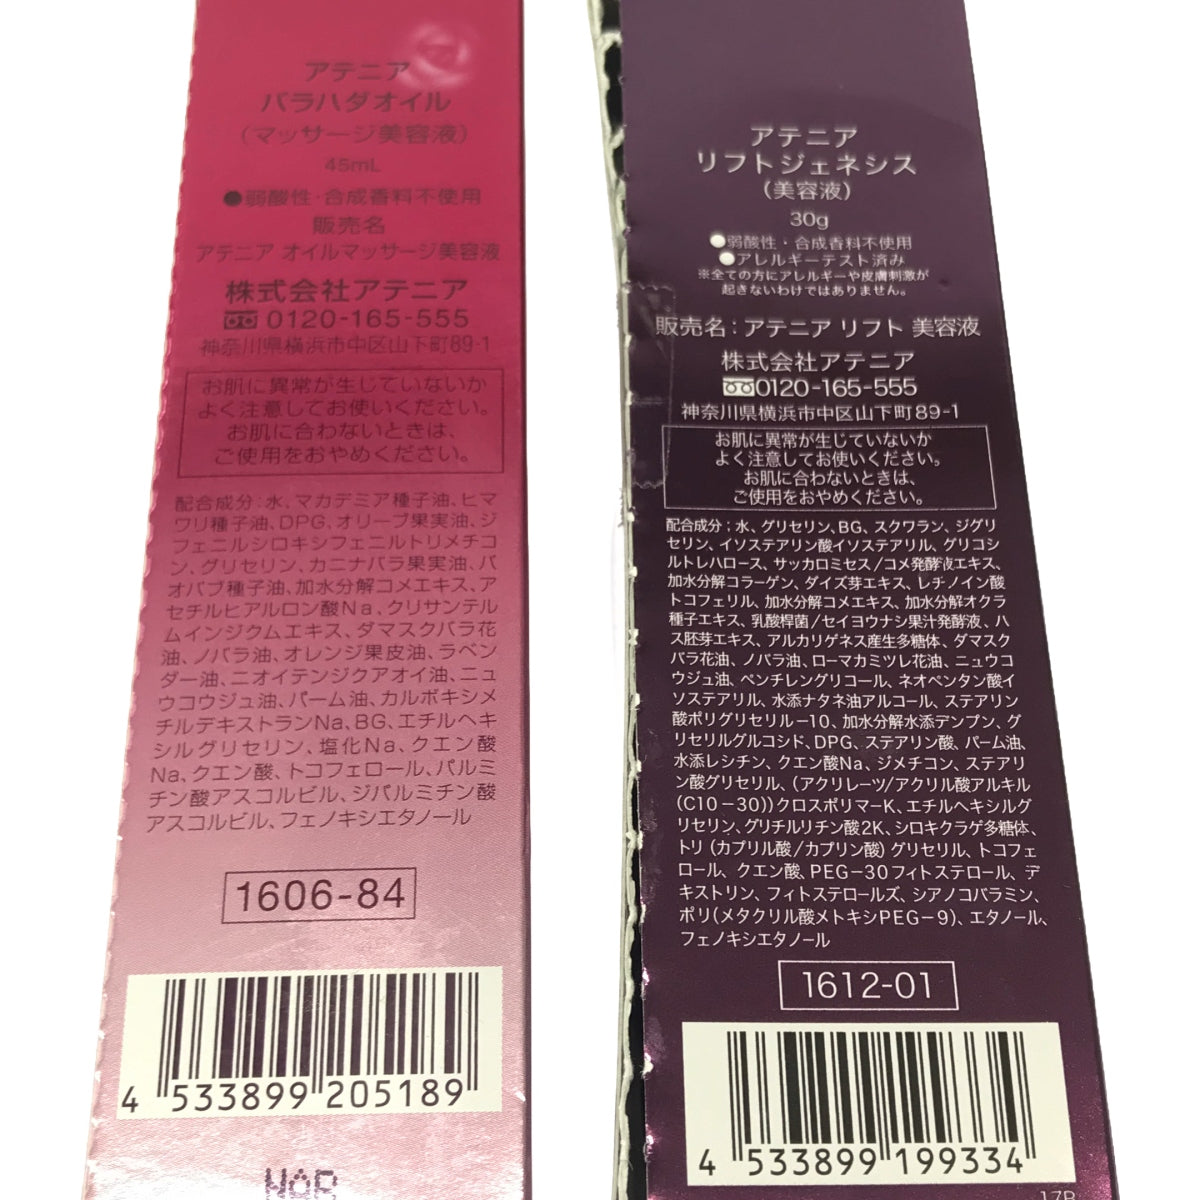 アテニア
バラハダオイル
(マッサージ美容液)
45mL
●弱酸性・合成香料不使用
販売名
アテニア オイルマッサージ美容液
株式会社アテニア
0120-165-555
神奈川県横浜市中区山下町89-1
お肌に異常が生じていないか
よく注意してお使いください。
お肌に合わないときは、
ご使用をおやめください。
配合成分:水、マカデミア種子油、ヒマ
ワリ種子油、DPG、オリーブ果実油、ジ
フェニルシロキシフェニルトリメチコ
ン、グリセリン、カニナバラ果実油、バ
オバブ種子油、加水分解コメエキス、ア
セチルヒアルロン酸Na、クリサンテル
ムインジクムエキス、ダマスクバラ花
油、ノバラ油、オレンジ果皮油、ラベン
ダー油、ニオイテンジクアオイ油、ニュ
ウコウジュ油、パーム油、カルボキシメ
チルデキストランNa、BG、エチルヘキ
シルグリセリン、塩化Na、クエン酸
Na、クエン酸、トコフェロール、パルミ
チン酸アスコルビル、ジパルミチン酸
アスコルビル、フェノキシエタノール
1606-84
4 533899 205189
アテニア
リフトジェネシス
(美容液)
30g
●弱酸性・合成香料不使用
●アレルギーテスト済み
※全ての方にアレルギーや皮膚刺激が
起きないわけではありません。
販売名:アテニア リフト 美容液
株式会社アテニア
0120-165-555
神奈川県横浜市中区山下町89-1
お肌に異常が生じていないか
よく注意してお使いください。
お肌に合わないときは、
ご使用をおやめください。
配合成分:水、グリセリン、BG、スクワラン、ジグリ
セリン、イソステアリン酸イソステアリル、グリコシ
ルトレハロース、サッカロミセス/コメ発酵液エキス、
加水分解コラーゲン、ダイズ芽エキス、レチノイン酸
トコフェリル、加水分解コメエキス、加水分解オクラ
種子エキス、乳酸桿菌/セイヨウナシ果汁発酵液、ハ
ス胚芽エキス、アルカリゲネス産生多糖体、ダマスク
バラ花油、ノバラ油、ローマカミツレ花油、ニュウコ
ウジュ油、ペンチレングリコール、ネオペンタン酸イ
ソステアリル、水添ナタネ油アルコール、ステアリン
酸ポリグリセリル-10、加水分解水添デンプン、グ
リセリルグルコシド、DPG、ステアリン酸、パーム油、
水添レシチン、クエン酸Na、ジメチコン、ステアリ
ン酸グリセリル、(アクリレーツ/アクリル酸アルキル
(C10-30))クロスポリマーK、エチルヘキシルグ
リセリン、グリチルリチン酸2K、シロキクラゲ多糖体、
トリ(カプリル酸/カプリン酸)グリセリル、トコフェ
ロール、クエン酸、PEG-30フィトステロール、デ
キストリン、フィトステロールズ、シアノコバラミン、
ポリ(メタクリル酸メトキシPEG-9)、エタノール、
フェノキシエタノール
1612-01
4 533899 199334